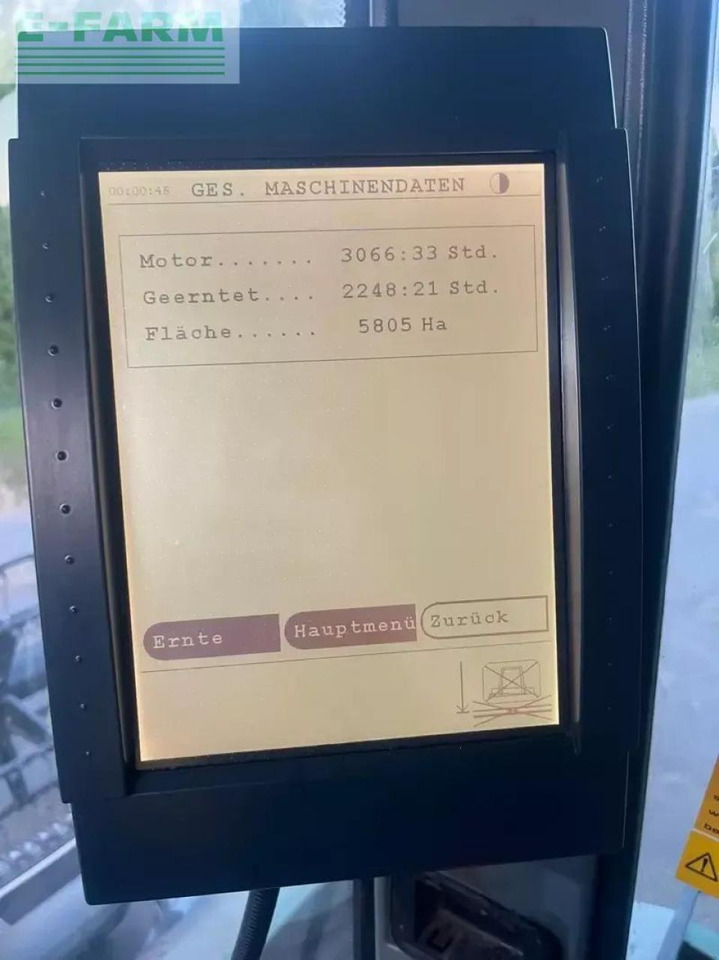 E-FARM
00:00:46 GES. MASCHINENDATEN
Motor....... 3066:33 Std.
Geerntet.... 2248:21 Std.
Fläche...... 5805 Ha
Ernte Hauptmenü Zurück